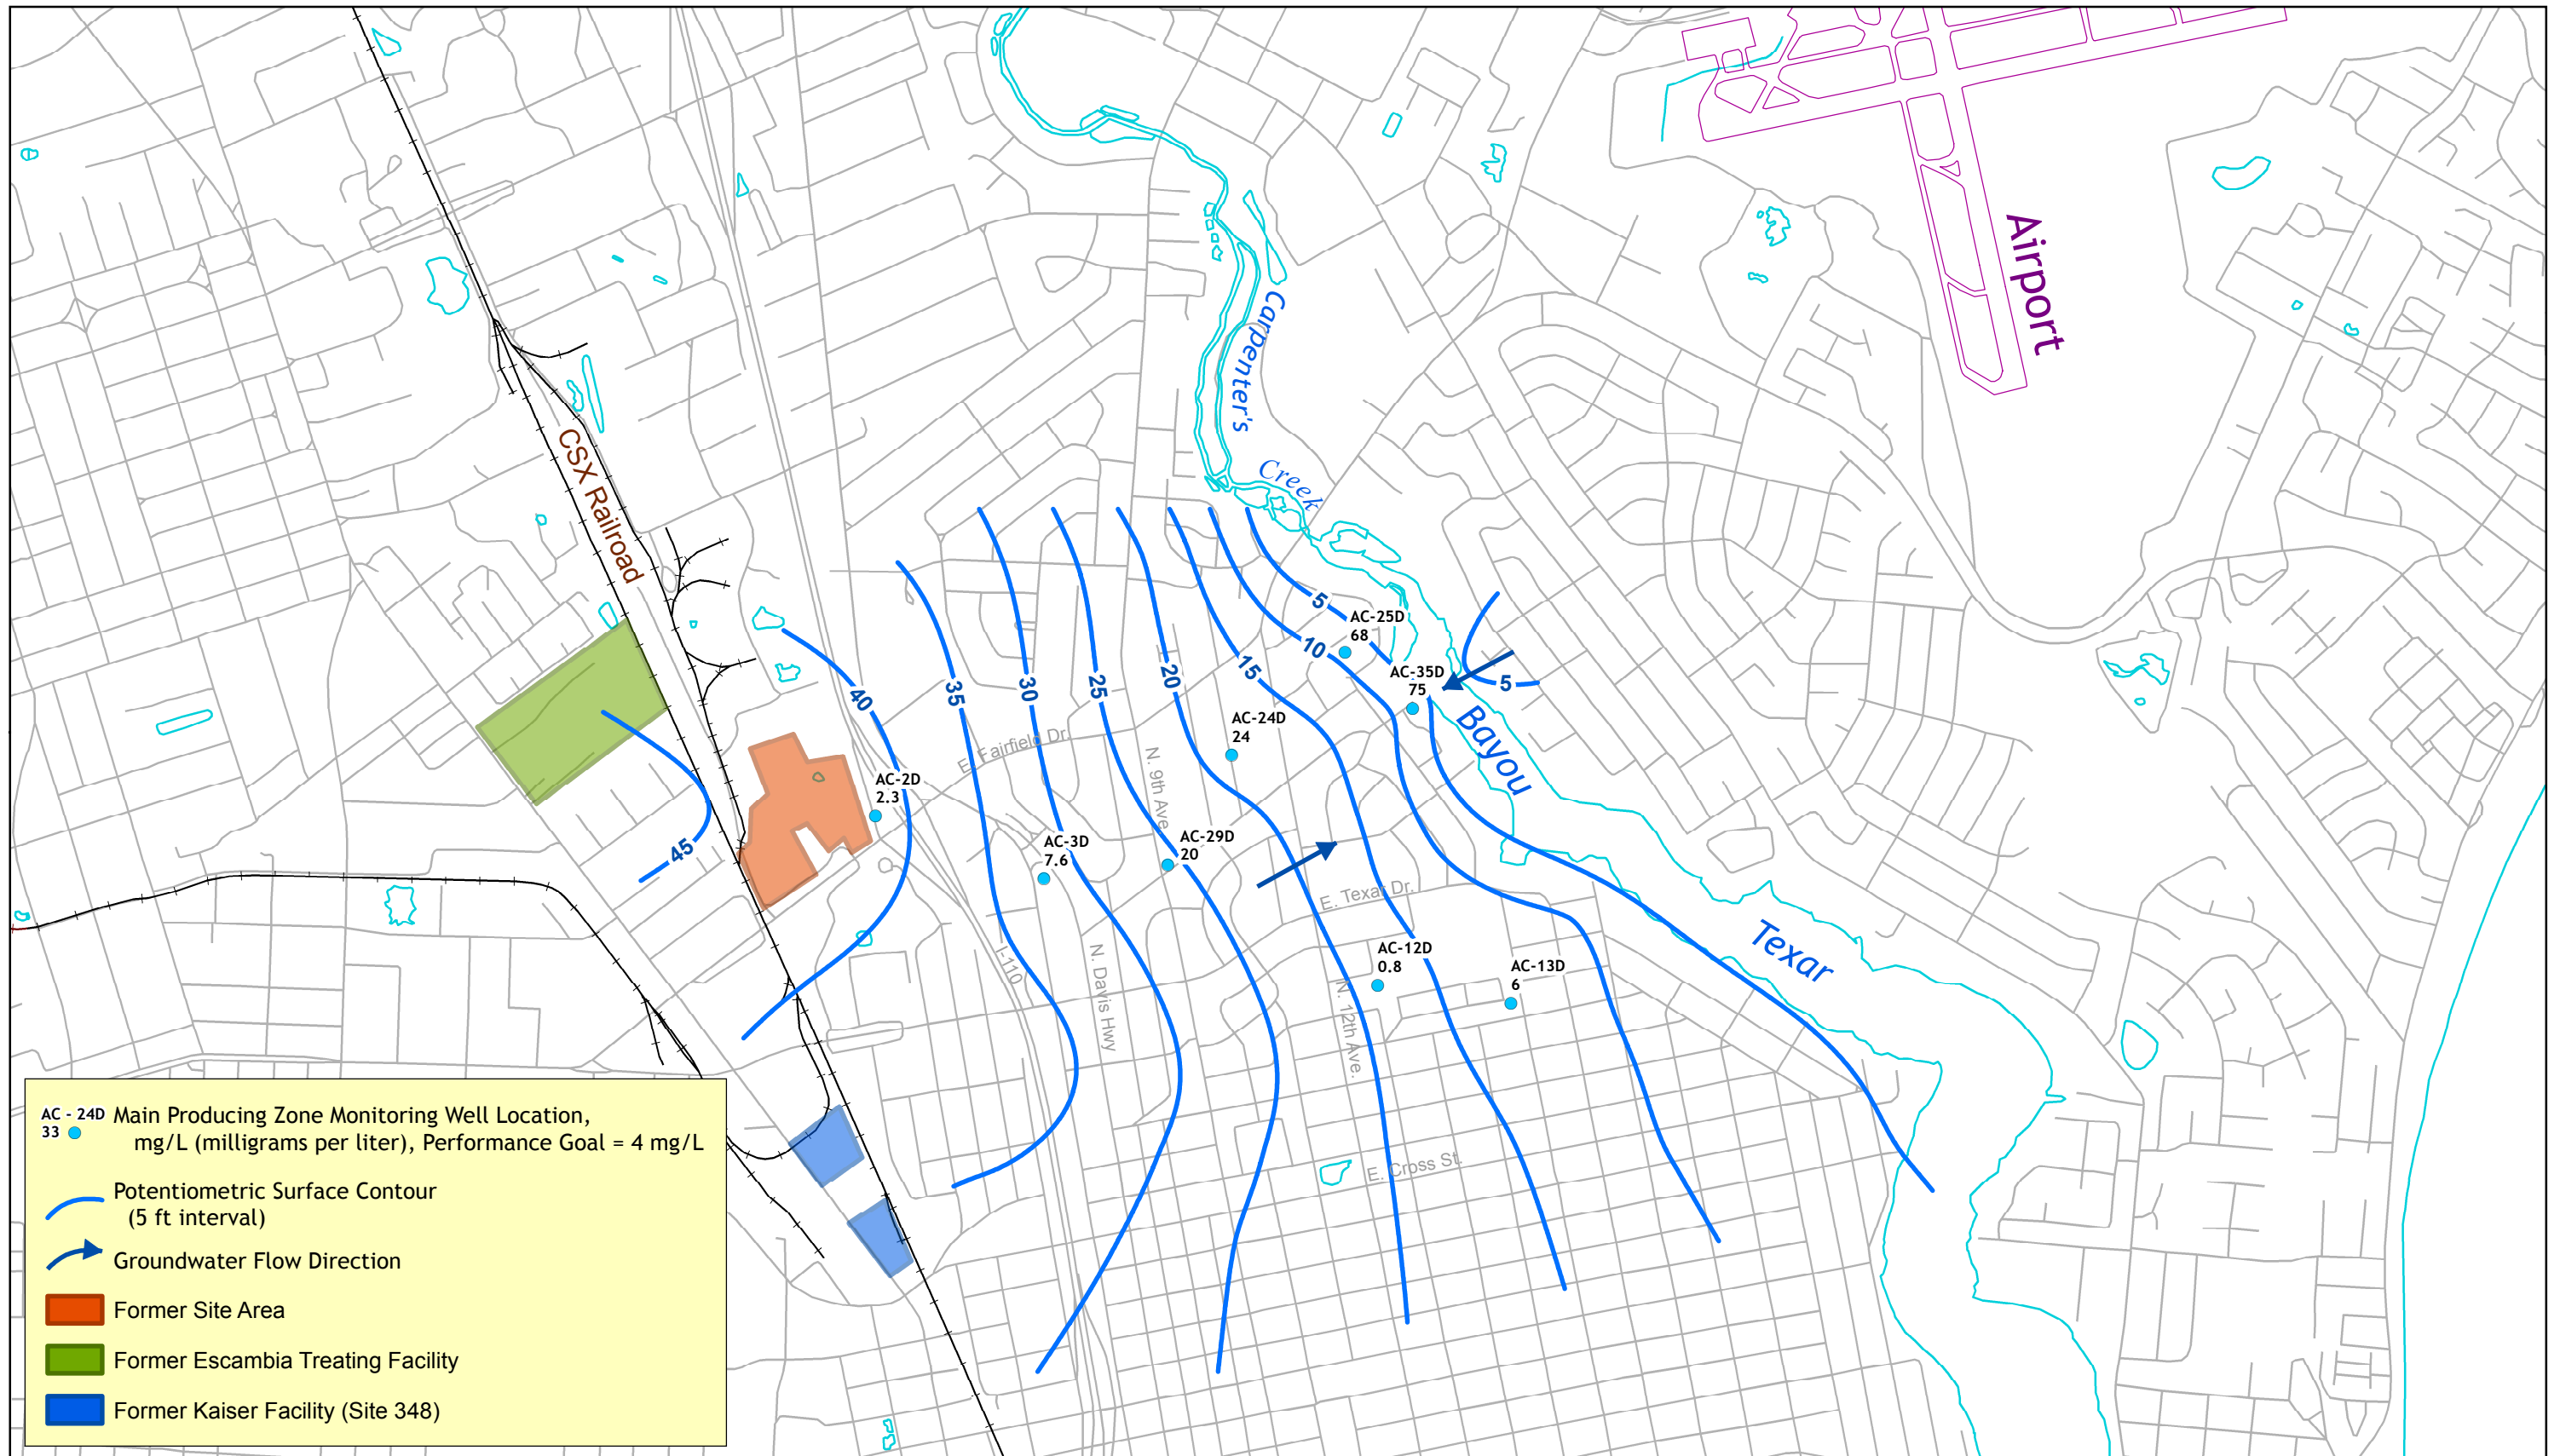 Airport
Carpenter's
Creek
CSX Railroad
5
AC-25D
68
10
15
20
25
30
35
40
AC-35D
75
5
Bayou
AC-24D
24
E. Fairfield Dr.
N. 9th Ave.
AC-2D
2.3
AC-3D
7.6
AC-29D
20
45
E. Texar Dr.
AC-12D
0.8
AC-13D
6
Texar
I-110
N. Davis Hwy
N. 12th Ave.
E. Cross St.
AC - 24D
33
Main Producing Zone Monitoring Well Location,
mg/L (milligrams per liter), Performance Goal = 4 mg/L
Potentiometric Surface Contour
(5 ft interval)
Groundwater Flow Direction
Former Site Area
Former Escambia Treating Facility
Former Kaiser Facility (Site 348)